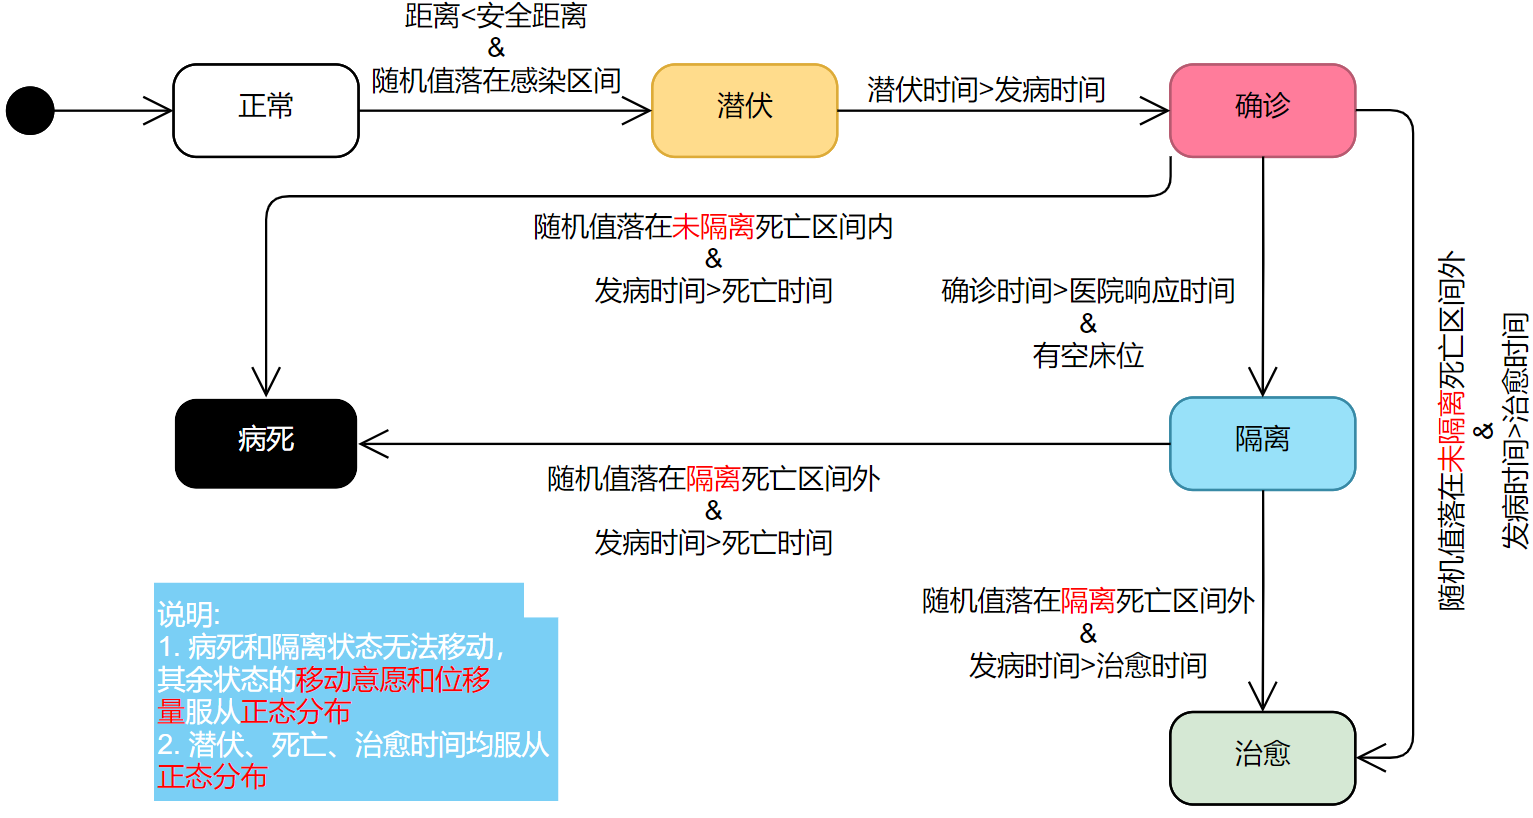 距离<安全距离
&
随机值落在感染区间
正常
潜伏
潜伏时间>发病时间
确诊
随机值落在未隔离死亡区间内
&
发病时间>死亡时间
确诊时间>医院响应时间
&
有空床位
随机值落在未隔离死亡区间外
&
发病时间>治愈时间
病死
隔离
随机值落在隔离死亡区间外
&
发病时间>死亡时间
随机值落在隔离死亡区间外
&
发病时间>治愈时间
治愈
说明:
1. 病死和隔离状态无法移动,
其余状态的移动意愿和位移
量服从正态分布
2. 潜伏、死亡、治愈时间均服从
正态分布